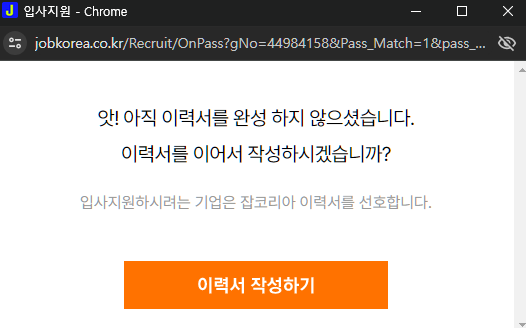 J 입사지원 - Chrome
jobkorea.co.kr/Recruit/OnPass?gNo=44984158&Pass_Match=1&pass_...
앗! 아직 이력서를 완성 하지 않으셨습니다.
이력서를 이어서 작성하시겠습니까?
입사지원하시려는 기업은 잡코리아 이력서를 선호합니다.
이력서 작성하기